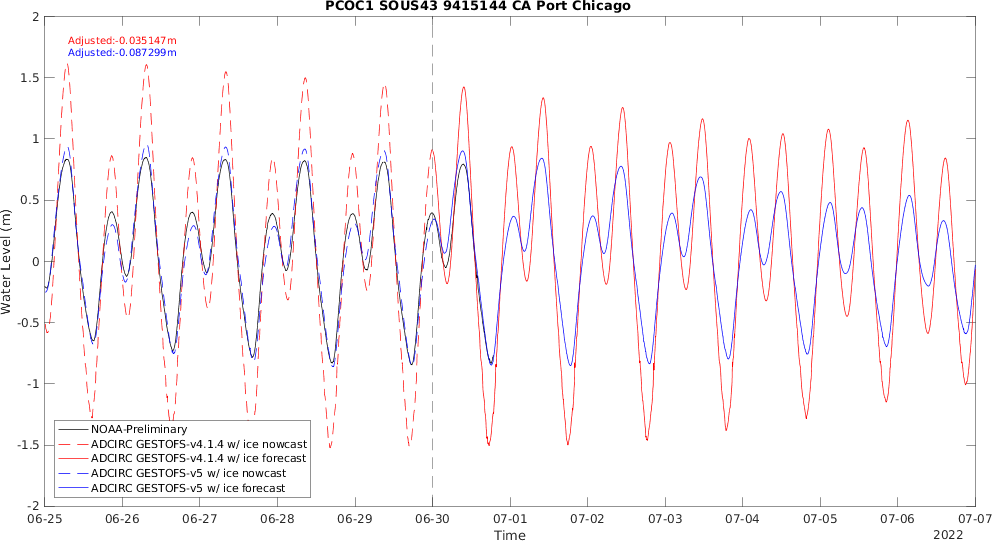 PCOC1 SOUS43 9415144 CA Port Chicago
Adjusted:-0.035147m
Adjusted:-0.087299m
2
1.5
1
0.5
0
-0.5
-1
-1.5
-2
Water Level (m)
NOAA-Preliminary
ADCIRC GESTOFS-v4.1.4 w/ ice nowcast
ADCIRC GESTOFS-v4.1.4 w/ ice forecast
ADCIRC GESTOFS-v5 w/ ice nowcast
ADCIRC GESTOFS-v5 w/ ice forecast
06-25 06-26 06-27 06-28 06-29 06-30 07-01 07-02 07-03 07-04 07-05 07-06 07-07
Time
2022